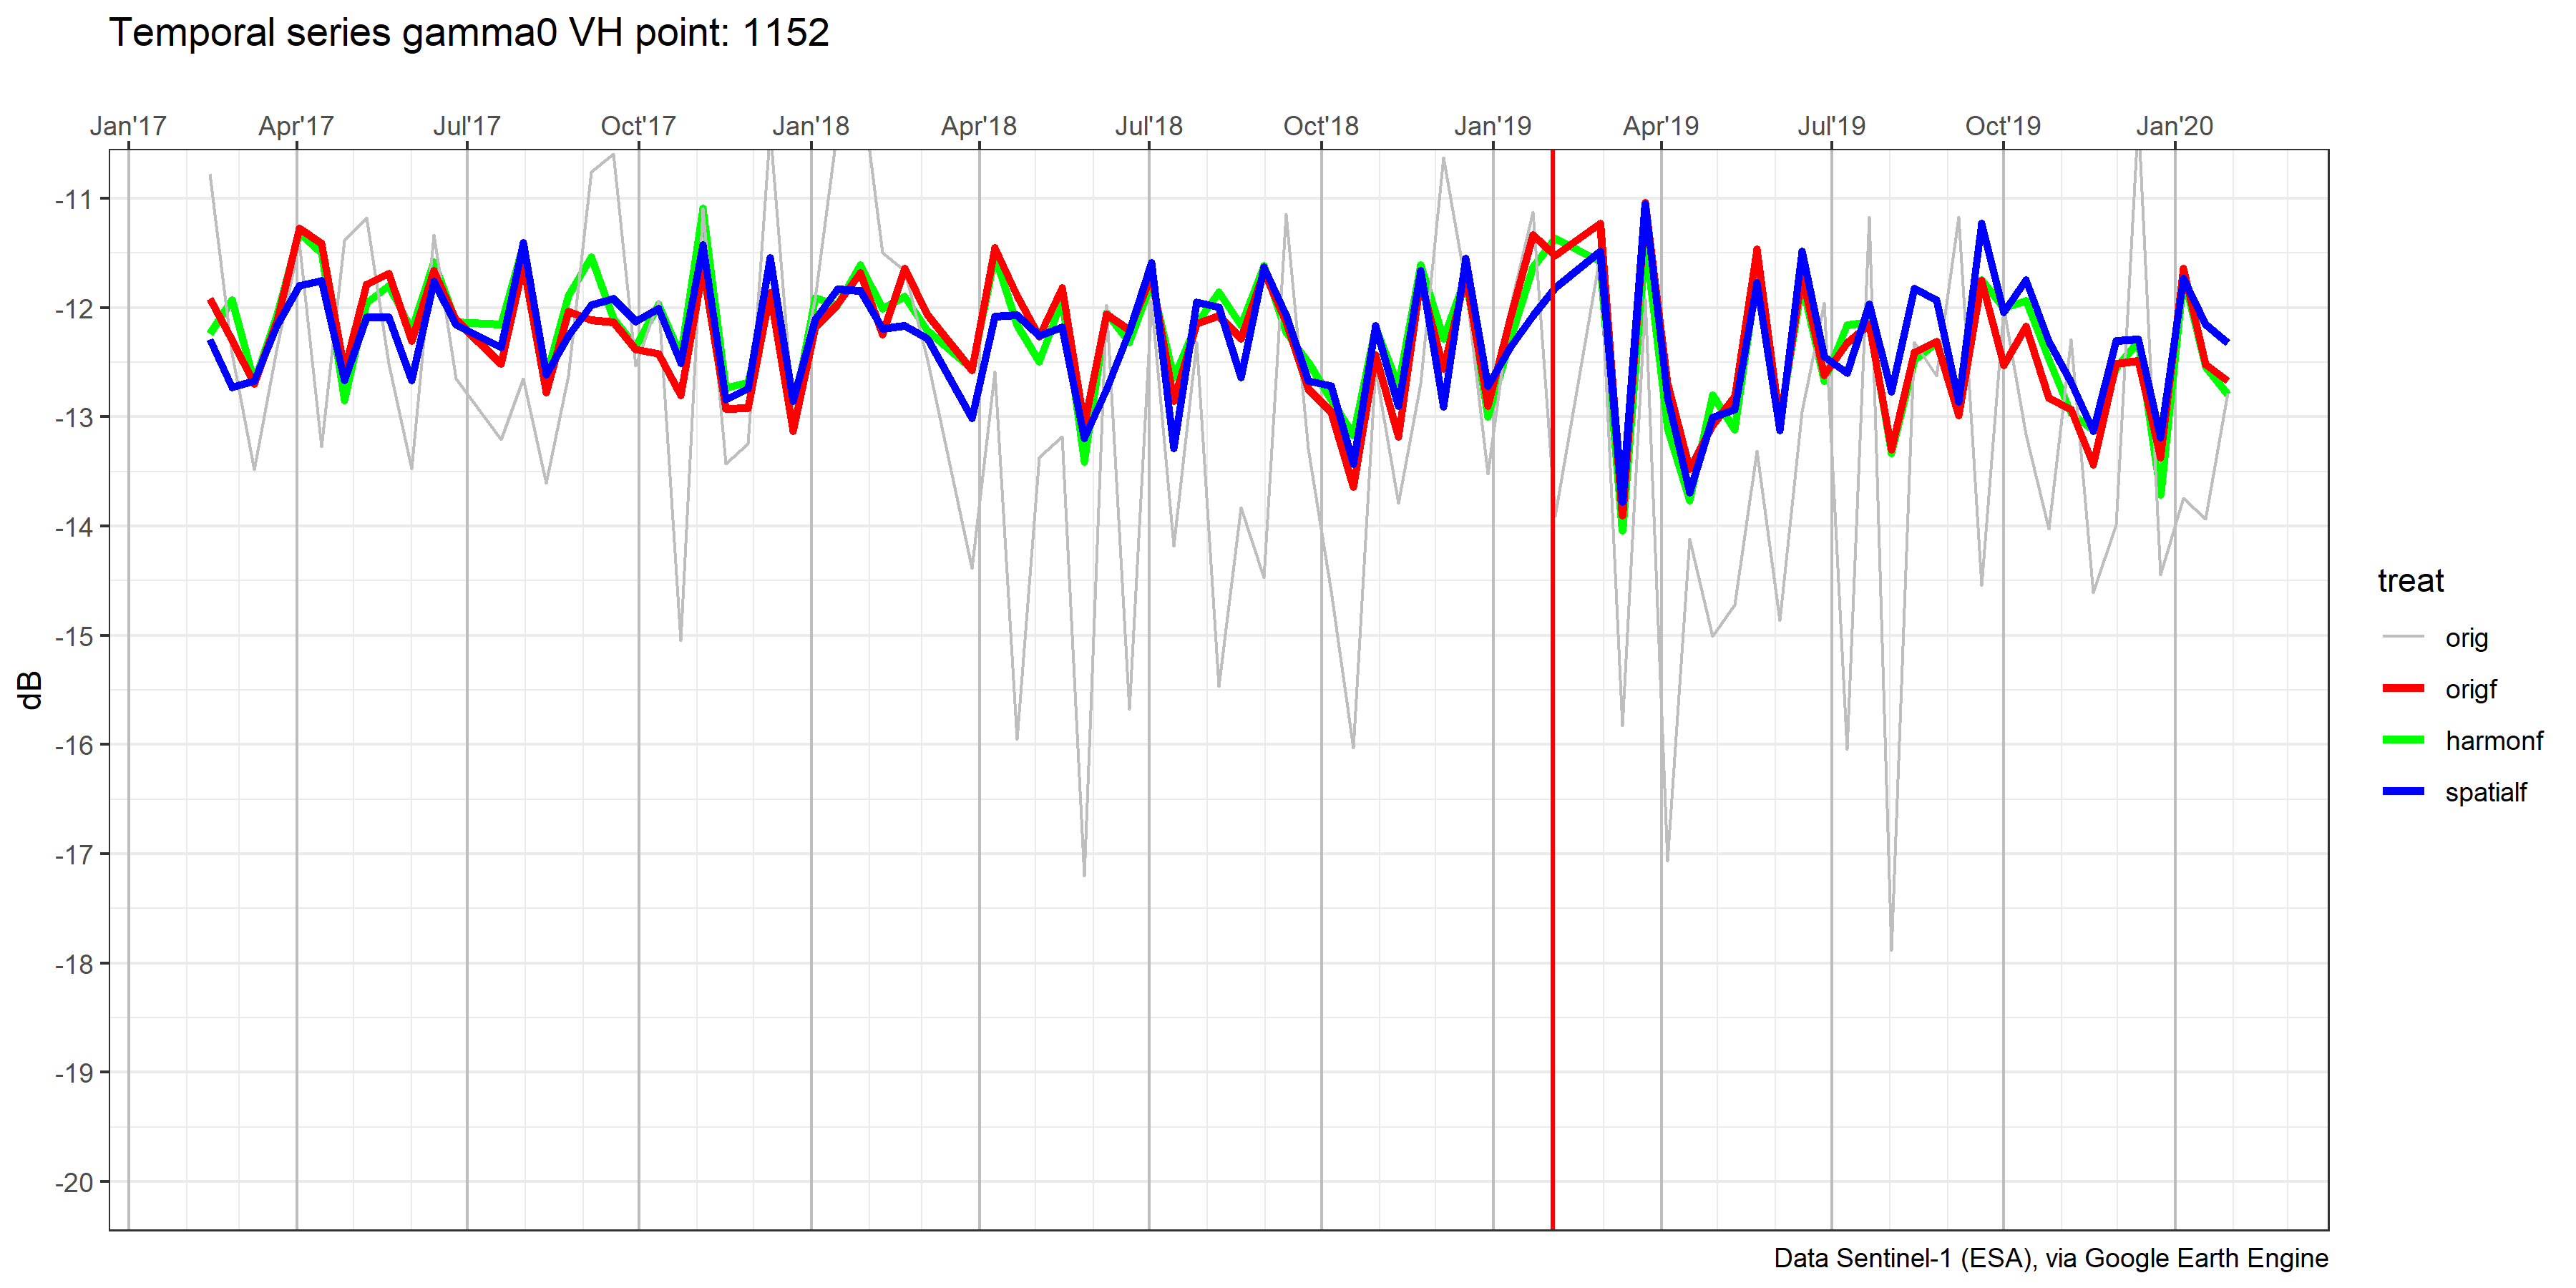 Temporal series gamma0 VH point: 1152
Jan'17 Apr'17 Jul'17 Oct'17 Jan'18 Apr'18 Jul'18 Oct'18 Jan'19 Apr'19 Jul'19 Oct'19 Jan'20
-11
-12
-13
-14
-15
-16
-17
-18
-19
-20
dB
treat
orig
origf
harmonf
spatialf
Data Sentinel-1 (ESA), via Google Earth Engine